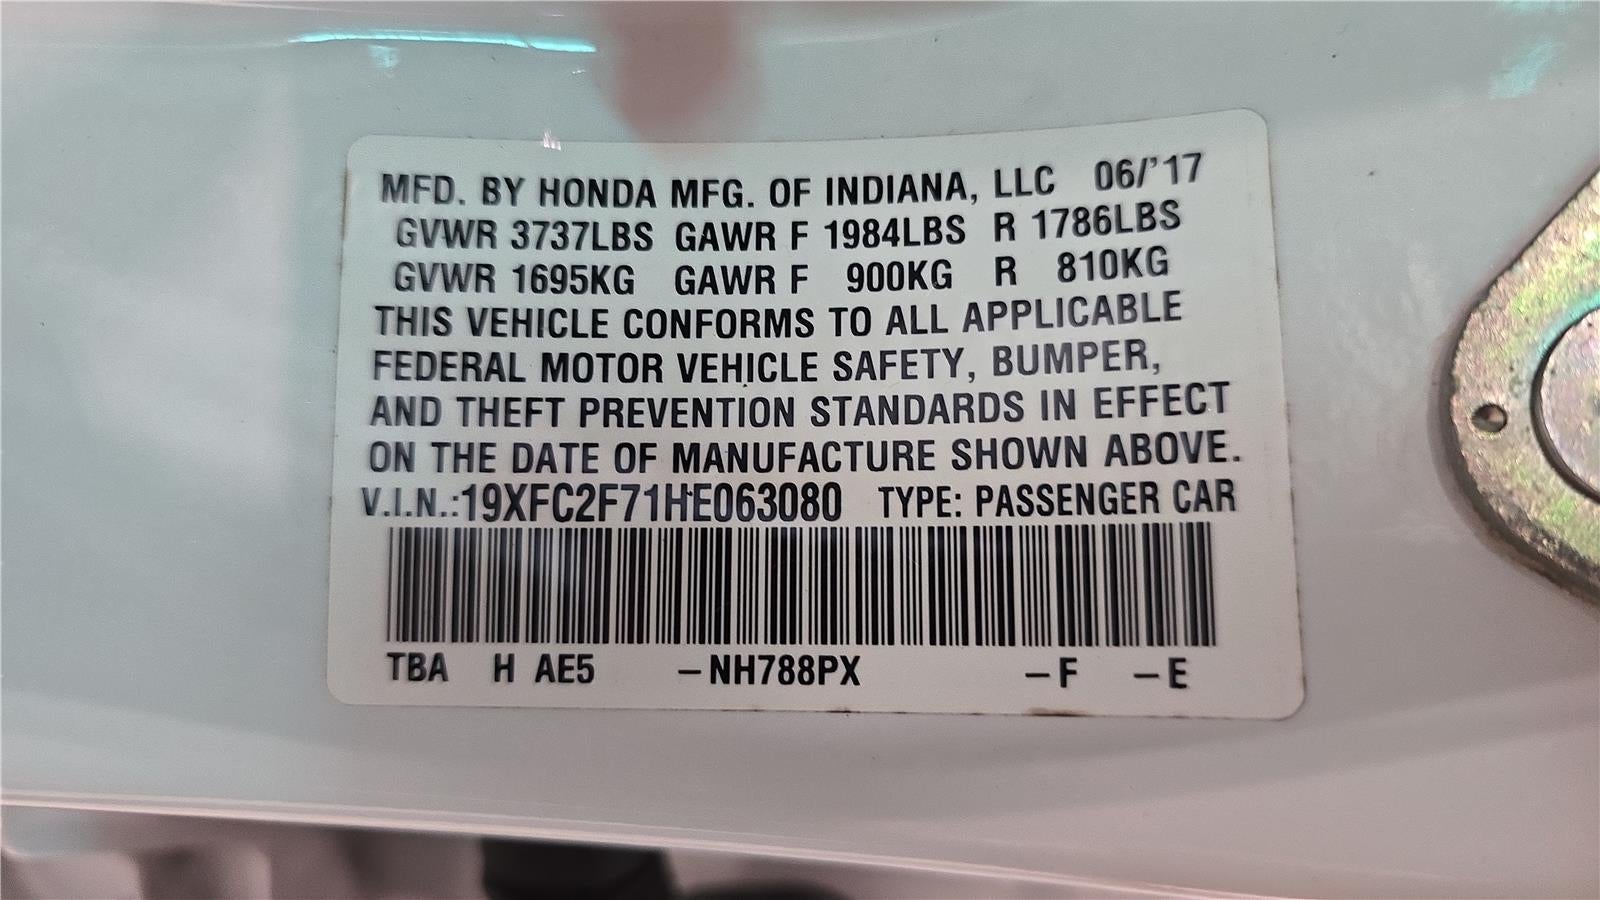 MFD. BY HONDA MFG. OF INDIANA, LLC 06/'17
GVWR 3737LBS GAWR F 1984LBS R 1786LBS
GVWR 1695KG GAWR F 900KG R 810KG
THIS VEHICLE CONFORMS TO ALL APPLICABLE
FEDERAL MOTOR VEHICLE SAFETY, BUMPER,
AND THEFT PREVENTION STANDARDS IN EFFECT
ON THE DATE OF MANUFACTURE SHOWN ABOVE.
V.I.N.:19XFC2F71HE063080 TYPE: PASSENGER CAR
TBA H AE5 –NH788PX –F –E